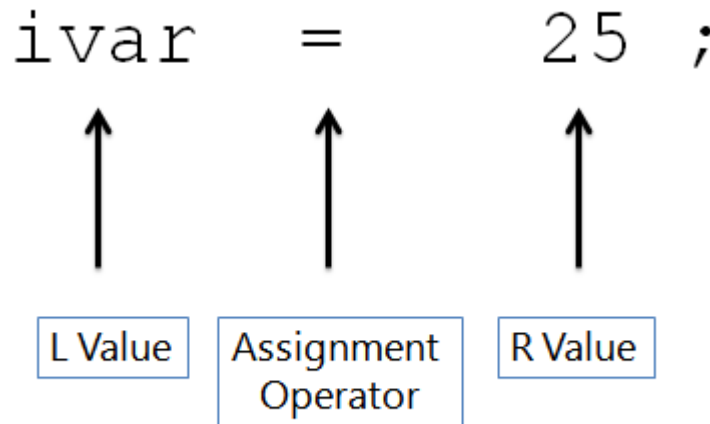 ivar = 25 ;
L Value
Assignment
Operator
R Value